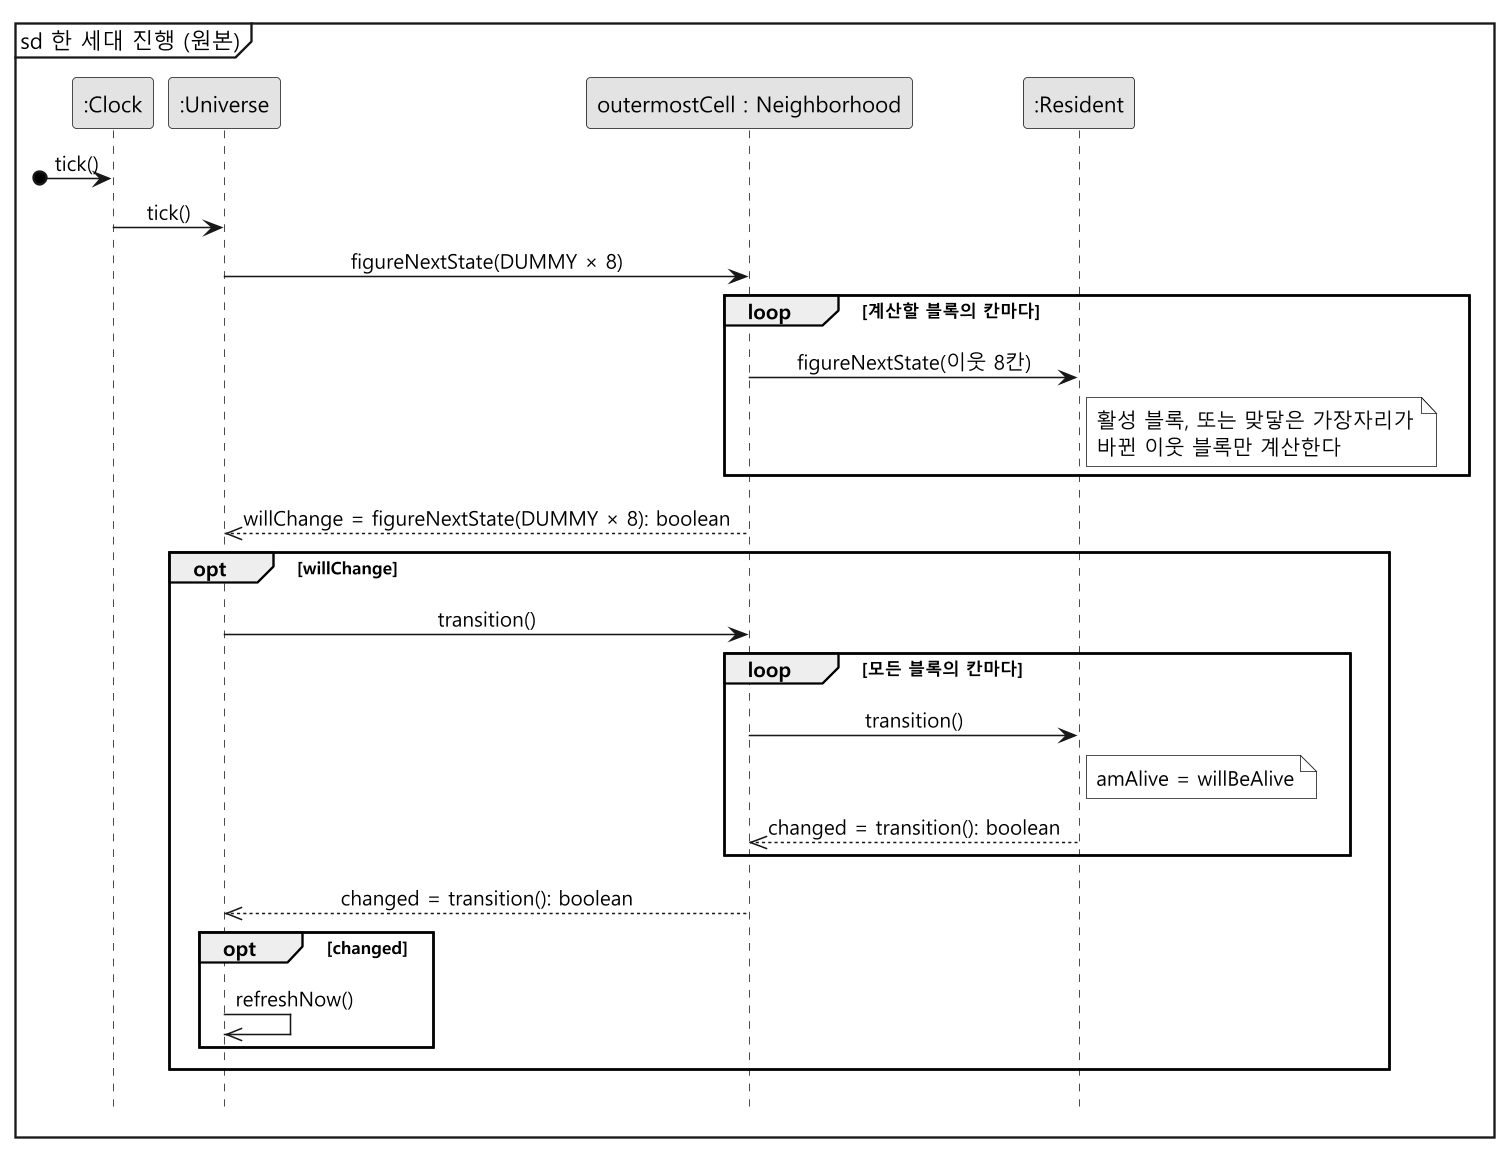 sd 한 세대 진행 (원본)
:Clock
:Universe
outermostCell : Neighborhood
:Resident
tick()
tick()
figureNextState(DUMMY × 8)
loop
[계산할 블록의 칸마다]
figureNextState(이웃 8칸)
활성 블록, 또는 맞닿은 가장자리가
바뀐 이웃 블록만 계산한다
willChange = figureNextState(DUMMY × 8): boolean
opt
[willChange]
transition()
loop
[모든 블록의 칸마다]
transition()
amAlive = willBeAlive
changed = transition(): boolean
changed = transition(): boolean
opt
[changed]
refreshNow()